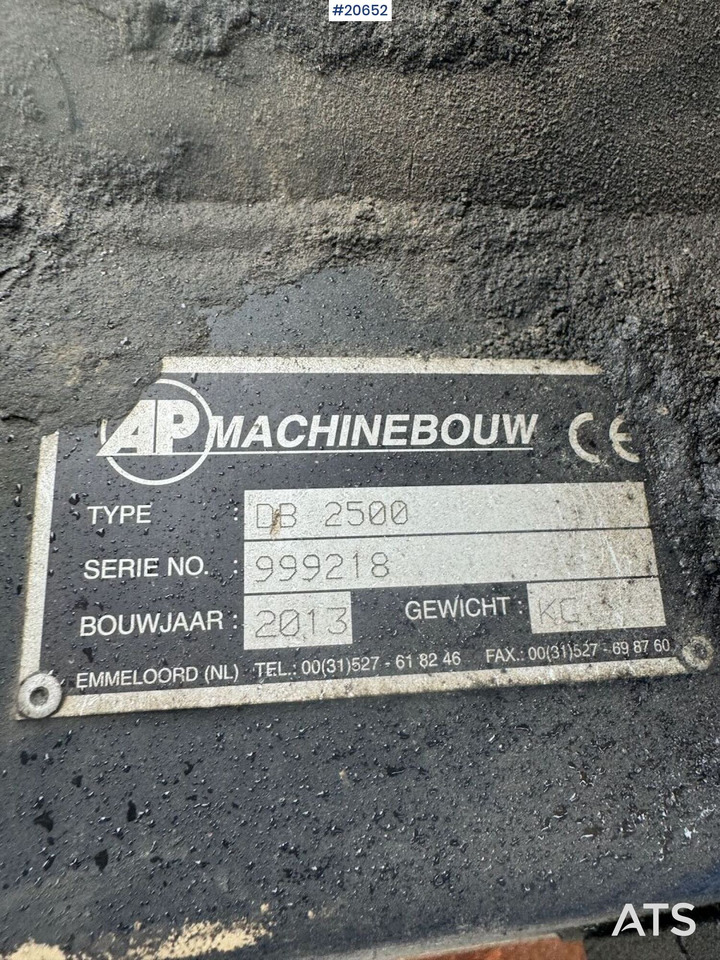 #20652
AP MACHINEBOUW CE
TYPE : DB 2500
SERIE NO. : 999218
BOUWJAAR : 2013 GEWICHT : KG
EMMELOORD (NL) TEL.: 00(31)527 - 61 82 46 FAX.: 00(31)527 - 69 87 60
ATS